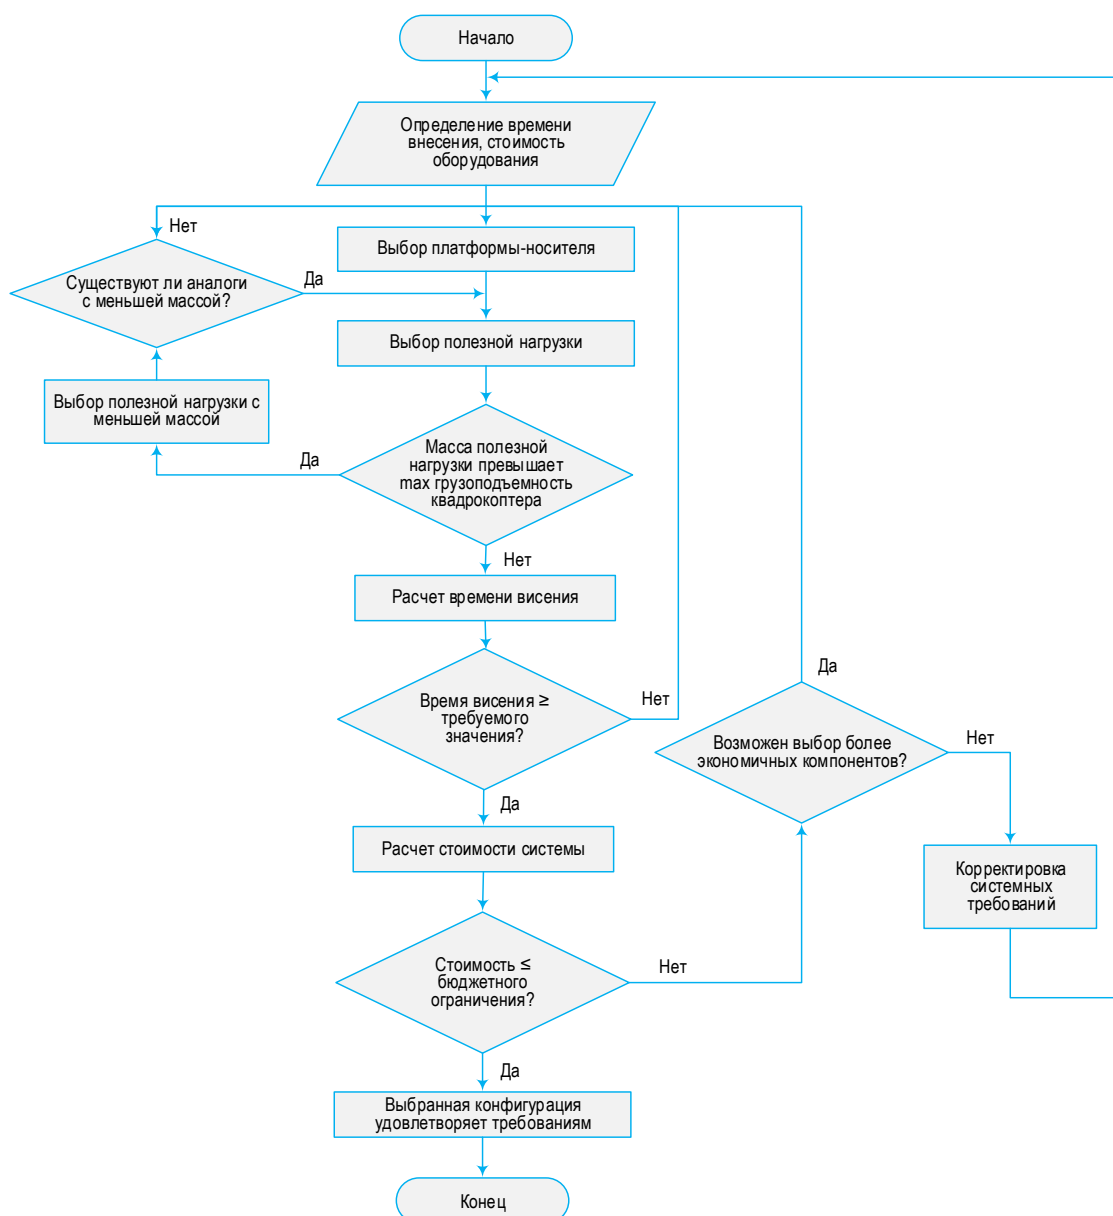 Начало
Определение времени
внесения, стоимость
оборудования
Нет
Выбор платформы-носителя
Существуют ли аналоги
с меньшей массой?
Да
Выбор полезной нагрузки
Выбор полезной нагрузки с
меньшей массой
Масса полезной
нагрузки превышает
max грузоподъемность
квадрокоптера
Да
Нет
Расчет времени висения
Время висения ≥
требуемого
значения?
Нет
Да
Возможен выбор более
экономичных компонентов?
Нет
Да
Расчет стоимости системы
Корректировка
системных
требований
Стоимость ≤
бюджетного
ограничения?
Нет
Да
Выбранная конфигурация
удовлетворяет требованиям
Конец